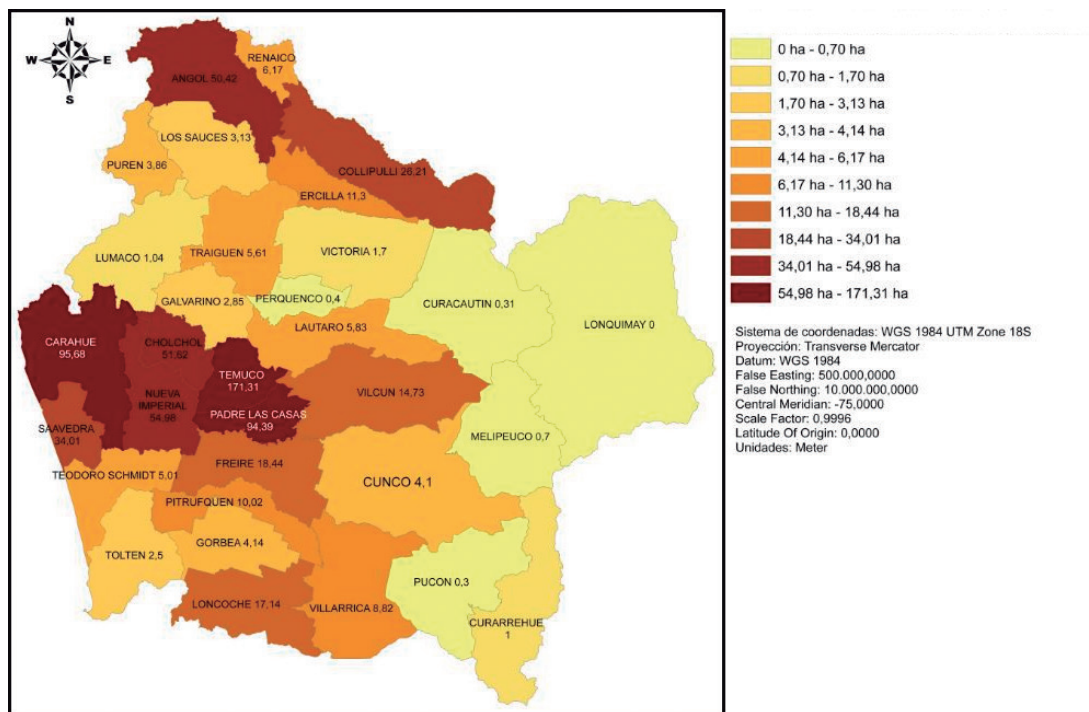 N
W E
S
RENAICO
6,17
ANGOL 50,42
LOS SAUCES 3,13
PUREN 3,86
COLLIPULLI 26,21
ERCILLA 11,3
LUMACO 1,04
TRAIGUEN 5,61
VICTORIA 1,7
GALVARINO 2,85
PERQUENCO 0,4
CURACAUTIN 0,31
LONQUIMAY 0
LAUTARO 5,83
CARAHUE
95,68
CHOLCHOL
51,62
TEMUCO
171,31
VILCUN 14,73
NUEVA
IMPERIAL
54,98
PADRE LAS CASAS
94,39
SAAVEDRA
34,01
MELIPEUCO 0,7
FREIRE 18,44
TEODORO SCHMIDT 5,01
CUNCO 4,1
PITRUFQUEN 10,02
GORBEA 4,14
TOLTEN 2,5
PUCON 0,3
LONCOCHE 17,14
VILLARRICA 8,82
CURARREHUE
1
0 ha - 0,70 ha
0,70 ha - 1,70 ha
1,70 ha - 3,13 ha
3,13 ha - 4,14 ha
4,14 ha - 6,17 ha
6,17 ha - 11,30 ha
11,30 ha - 18,44 ha
18,44 ha - 34,01 ha
34,01 ha - 54,98 ha
54,98 ha - 171,31 ha
Sistema de coordenadas: WGS 1984 UTM Zone 18S
Proyección: Transverse Mercator
Datum: WGS 1984
False Easting: 500.000,0000
False Northing: 10.000.000,0000
Central Meridian: -75,0000
Scale Factor: 0,9996
Latitude Of Origin: 0,0000
Unidades: Meter